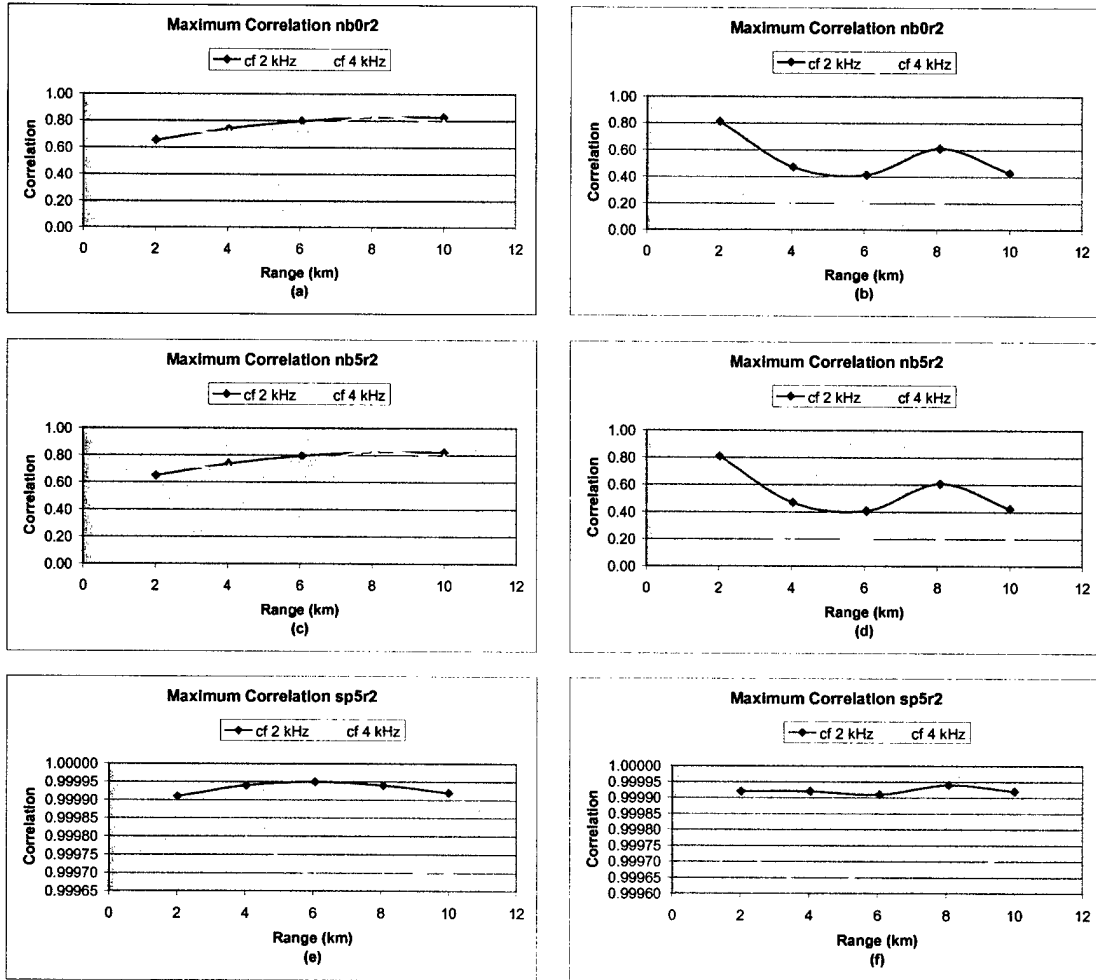 Maximum Correlation nb0r2
cf 2 kHz cf 4 kHz
1.00
0.80
0.60
0.40
0.20
0.00
Correlation
0 2 4 6 8 10 12
Range (km)
(a)
Maximum Correlation nb0r2
cf 2 kHz cf 4 kHz
1.00
0.80
0.60
0.40
0.20
0.00
Correlation
0 2 4 6 8 10 12
Range (km)
(b)
Maximum Correlation nb5r2
cf 2 kHz cf 4 kHz
1.00
0.80
0.60
0.40
0.20
0.00
Correlation
0 2 4 6 8 10 12
Range (km)
(c)
Maximum Correlation nb5r2
cf 2 kHz cf 4 kHz
1.00
0.80
0.60
0.40
0.20
0.00
Correlation
0 2 4 6 8 10 12
Range (km)
(d)
Maximum Correlation sp5r2
cf 2 kHz cf 4 kHz
1.00000
0.99995
0.99990
0.99985
0.99980
0.99975
0.99970
0.99965
Correlation
0 2 4 6 8 10 12
Range (km)
(e)
Maximum Correlation sp5r2
cf 2 kHz cf 4 kHz
1.00000
0.99995
0.99990
0.99985
0.99980
0.99975
0.99970
0.99965
0.99960
Correlation
0 2 4 6 8 10 12
Range (km)
(f)